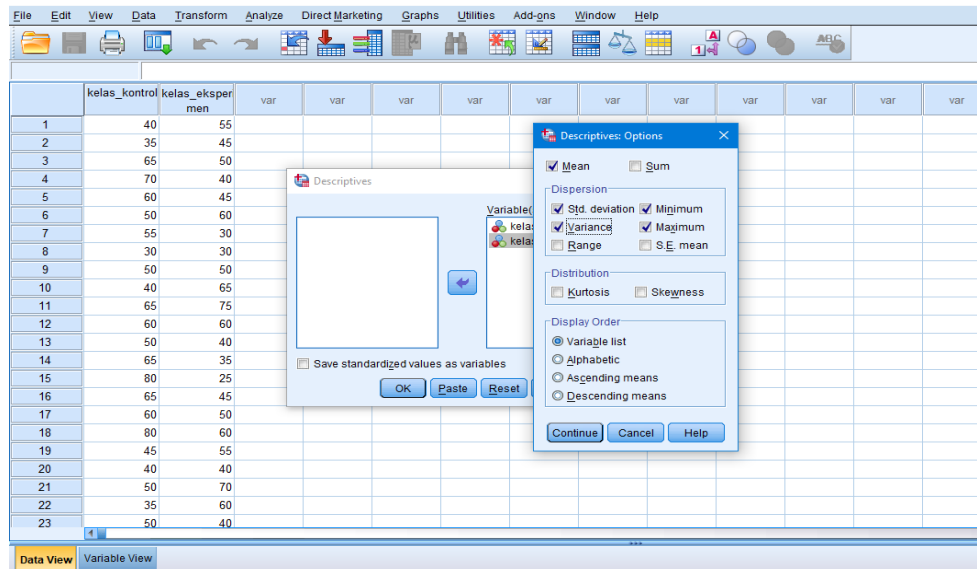 File Edit View Data Transform Analyze Direct Marketing Graphs Utilities Add-ons Window Help
kelas_kontrol kelas_eksper
men
var var var var var var var var var var var
1 40 55
2 35 45
3 65 50
4 70 40
5 60 45
6 50 60
7 55 30
8 30 30
9 50 50
10 40 65
11 65 75
12 60 60
13 50 40
14 65 35
15 80 25
16 65 45
17 60 50
18 80 60
19 45 55
20 40 40
21 50 70
22 35 60
23 50 40
Data View Variable View
Descriptives
Variable(
kela
kela
Save standardized values as variables
OK Paste Reset
Descriptives: Options
Mean Sum
Dispersion
Std. deviation Minimum
Variance Maximum
Range S.E. mean
Distribution
Kurtosis Skewness
Display Order
Variable list
Alphabetic
Ascending means
Descending means
Continue Cancel Help